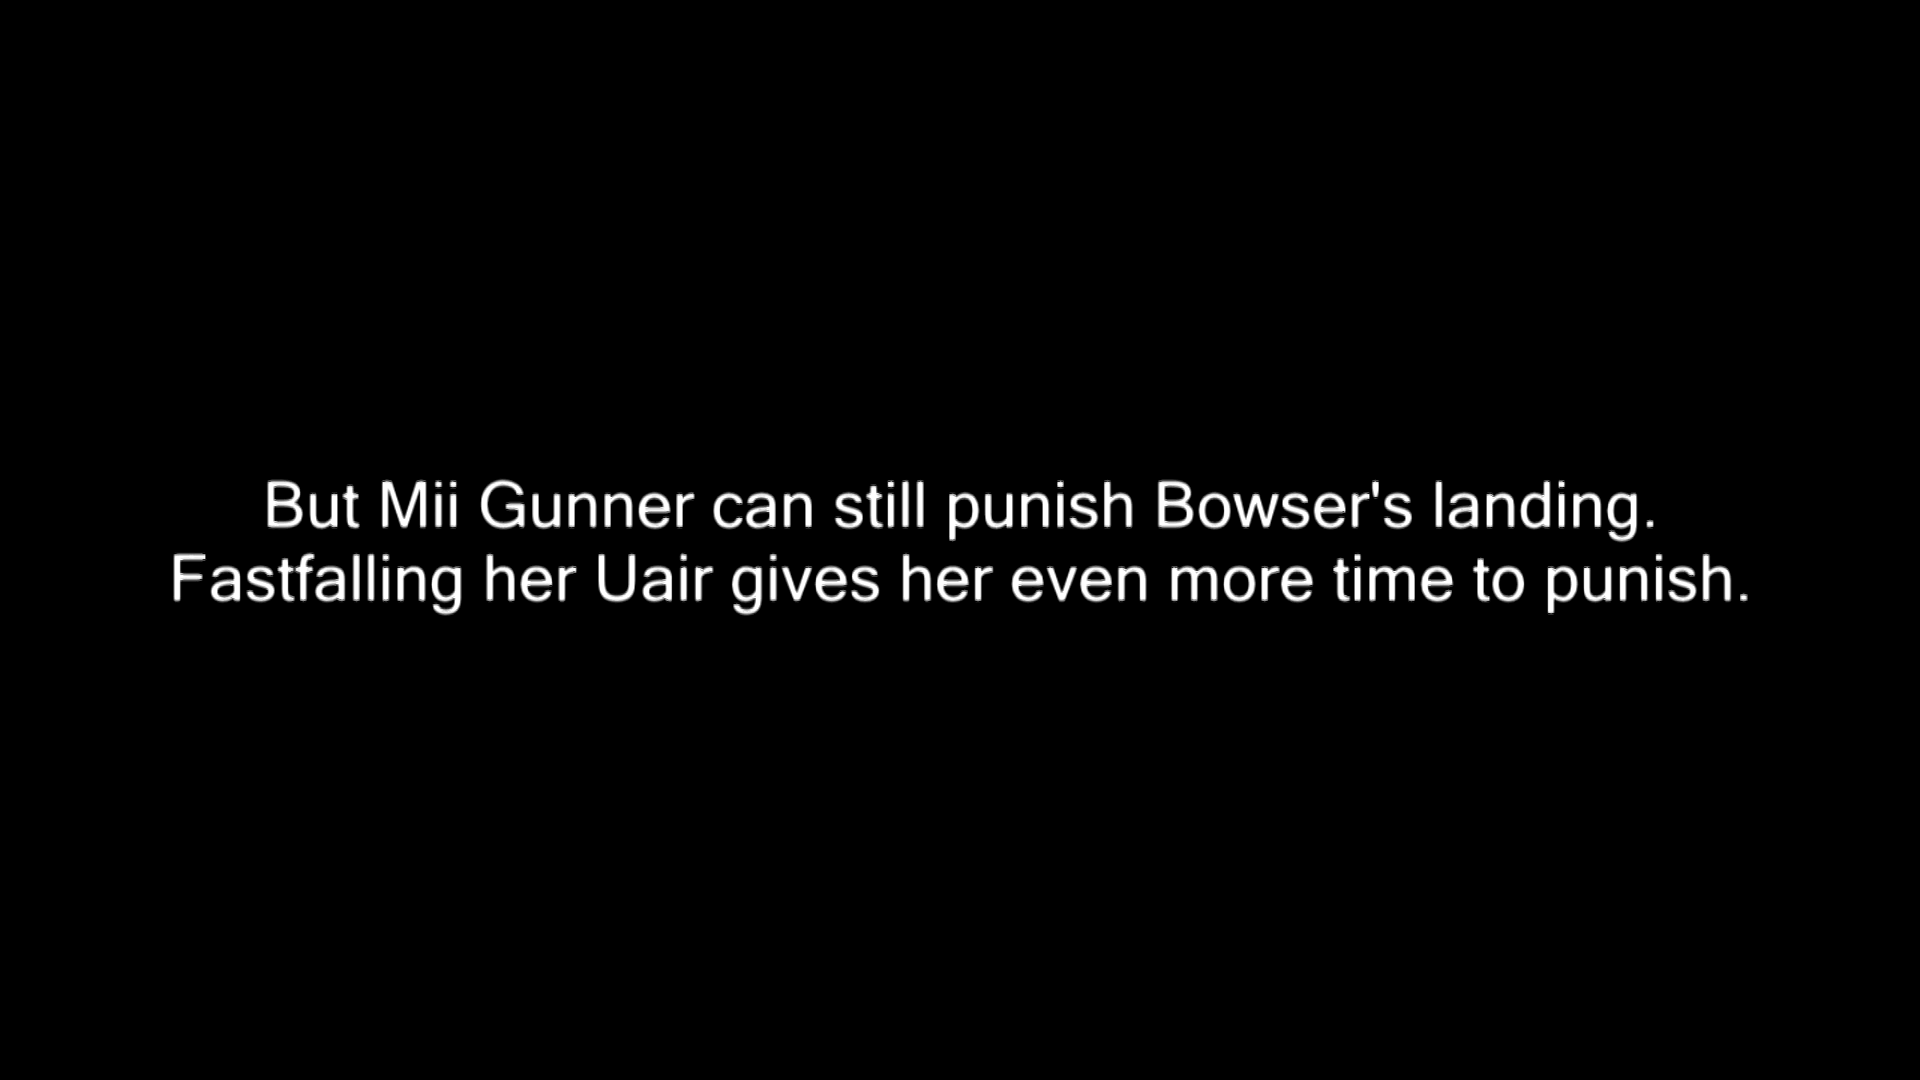 But Mii Gunner can still punish Bowser's landing.
Fastfalling her Uair gives her even more time to punish.